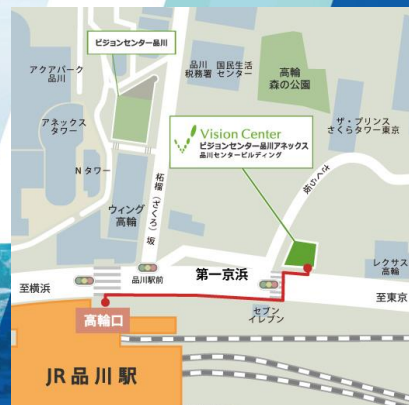 ビジョンセンター品川
アクアパーク
品川
品川
税務署
国民生活
センター
高輪
森の公園
アネックス
タワー
Vision Center
ビジョンセンター品川アネックス
品川センタービルディング
ザ・プリンス
さくらタワー東京
Nタワー
柘榴(ざくろ)坂
さくら坂
ウィング
高輪
品川駅前
第一京浜
レクサス
高輪
至横浜
至東京
高輪口
セブン
イレブン
JR品川駅